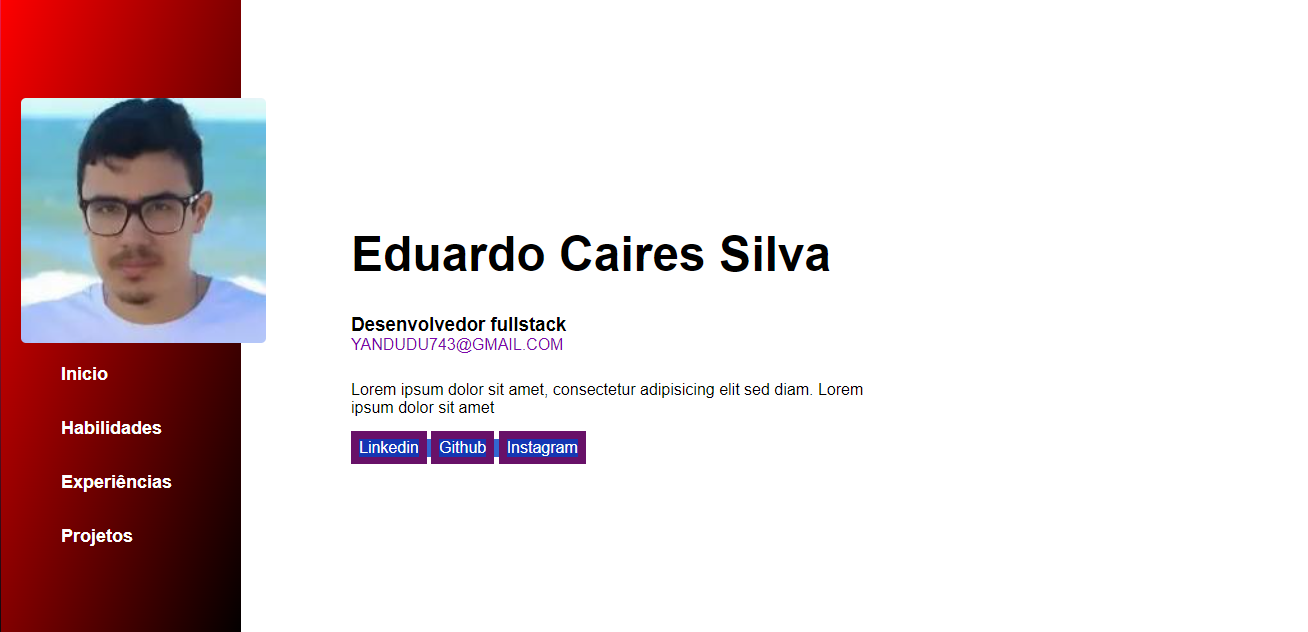 Inicio
Habilidades
Experiências
Projetos
Eduardo Caires Silva
Desenvolvedor fullstack
YANDUDU743@GMAIL.COM
Lorem ipsum dolor sit amet, consectetur adipisicing elit sed diam. Lorem
ipsum dolor sit amet
Linkedin Github Instagram